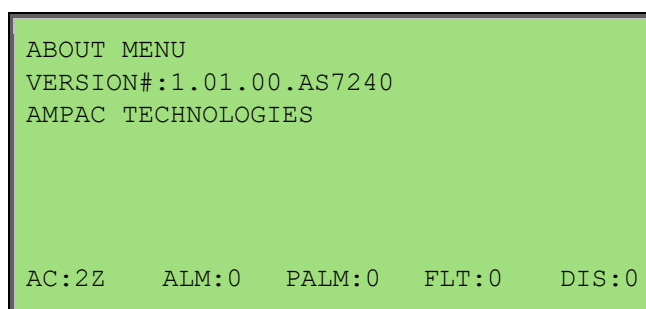 ABOUT MENU
VERSION#:1.01.00.AS7240
AMPAC TECHNOLOGIES
AC:2Z ALM:0 PALM:0 FLT:0 DIS:0